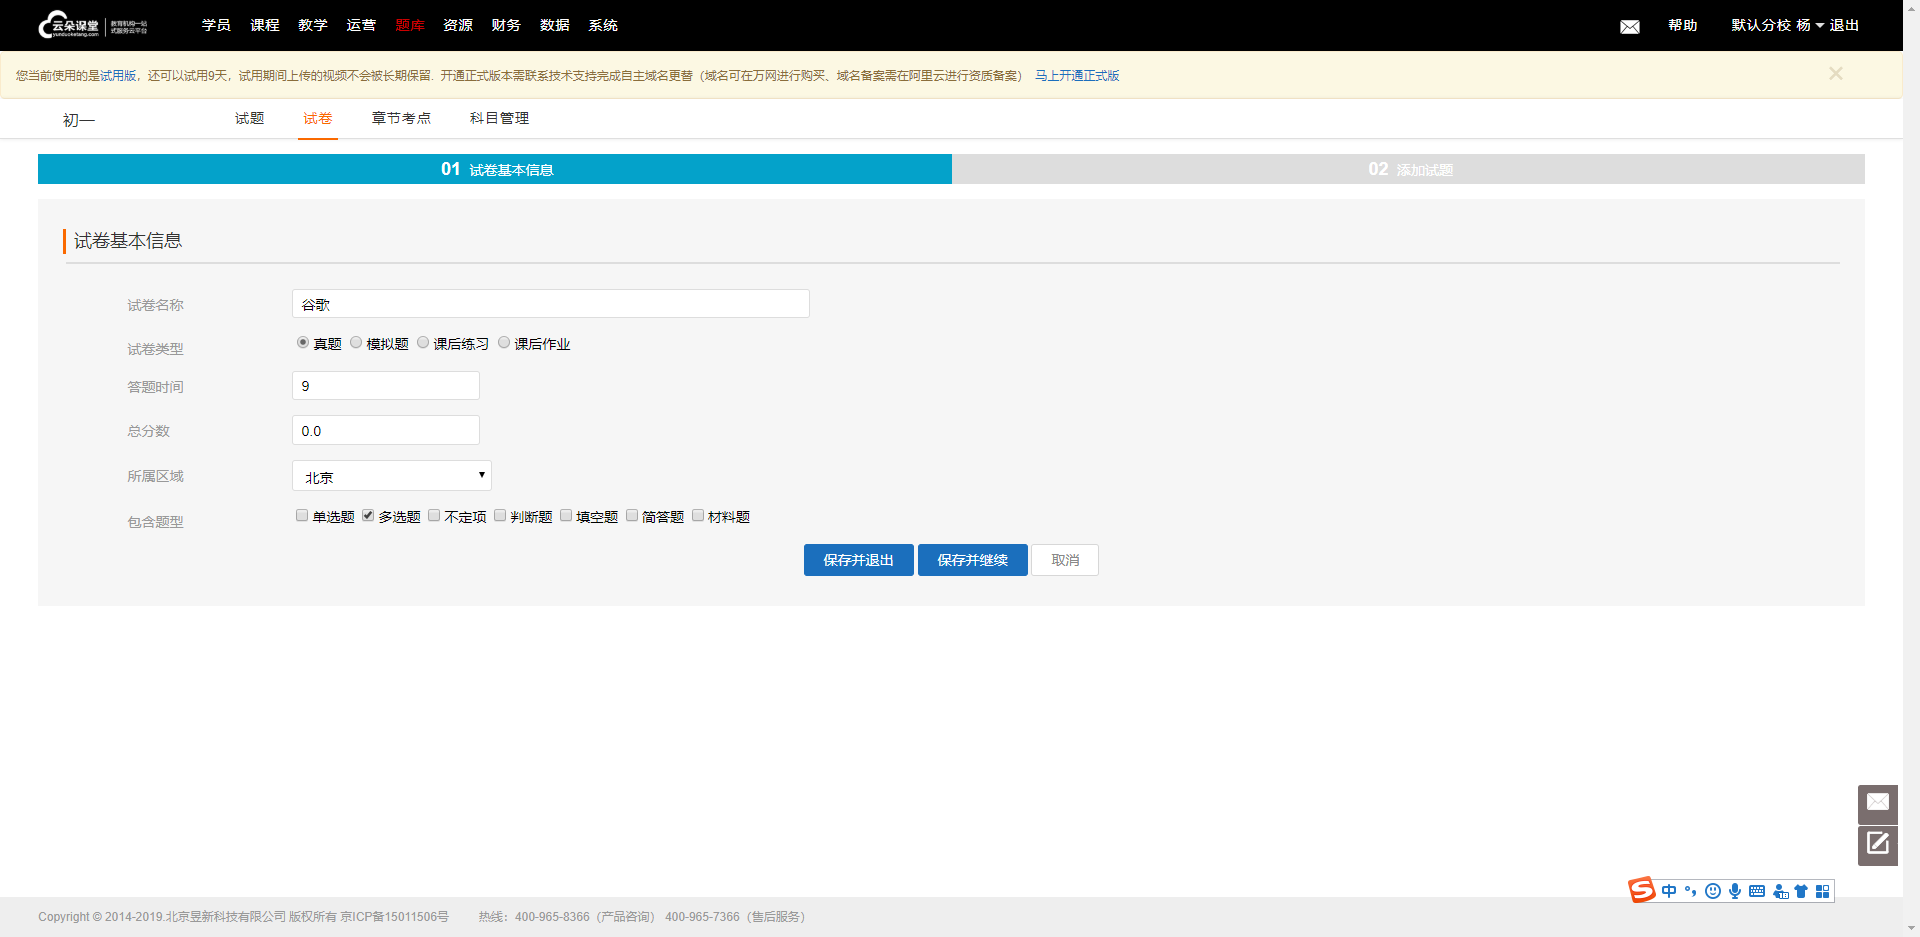 云朵课堂 yunduoketang.com 教育机构一站式服务云平台
学员 课程 教学 运营 题库 资源 财务 数据 系统 帮助 默认分校 杨 退出
您当前使用的是试用版，还可以试用9天，试用期间上传的视频不会被长期保留. 开通正式版本需联系技术支持完成自主域名更替（域名可在万网进行购买、域名备案需在阿里云进行资质备案） 马上开通正式版 ×
初一 试题 试卷 章节考点 科目管理
01 试卷基本信息 02 添加试题
试卷基本信息
试卷名称 谷歌
试卷类型 真题 模拟题 课后练习 课后作业
答题时间 9
总分数 0.0
所属区域 北京
包含题型 单选题 多选题 不定项 判断题 填空题 简答题 材料题
保存并退出 保存并继续 取消
中
Copyright © 2014-2019.北京昱新科技有限公司 版权所有 京ICP备15011506号 热线：400-965-8366（产品咨询） 400-965-7366（售后服务）